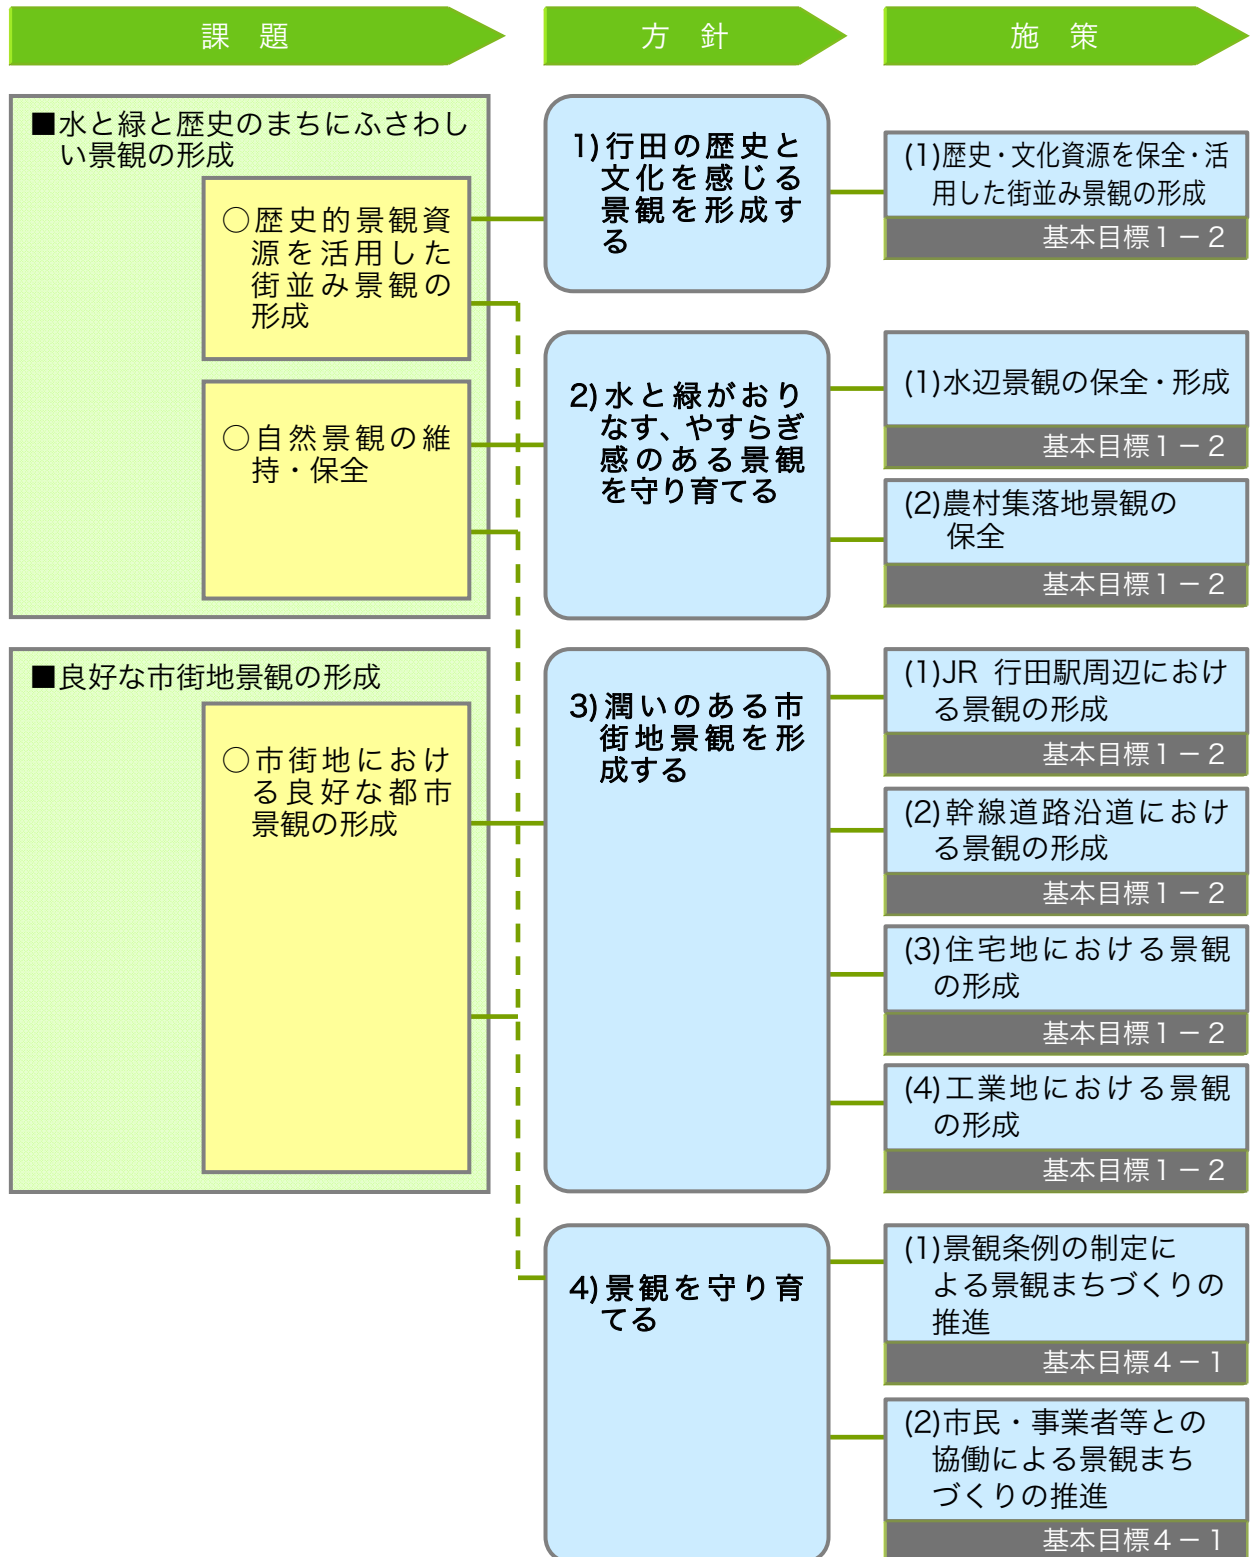 課　題
方　針
施　策
■水と緑と歴史のまちにふさわし
い景観の形成
○歴史的景観資
源を活用した
街並み景観の
形成
○自然景観の維
持・保全
■良好な市街地景観の形成
○市街地におけ
る良好な都市
景観の形成
1)行田の歴史と
文化を感じる
景観を形成す
る
2)水と緑がおり
なす、やすらぎ
感のある景観
を守り育てる
3)潤いのある市
街地景観を形
成する
4)景観を守り育
てる
(1)歴史・文化資源を保全・活
用した街並み景観の形成
基本目標１－２
(1)水辺景観の保全・形成
基本目標１－２
(2)農村集落地景観の
保全
基本目標１－２
(1)JR 行田駅周辺におけ
る景観の形成
基本目標１－２
(2)幹線道路沿道におけ
る景観の形成
基本目標１－２
(3)住宅地における景観
の形成
基本目標１－２
(4)工業地における景観
の形成
基本目標１－２
(1)景観条例の制定に
よる景観まちづくりの
推進
基本目標４－１
(2)市民・事業者等との
協働による景観まち
づくりの推進
基本目標４－１